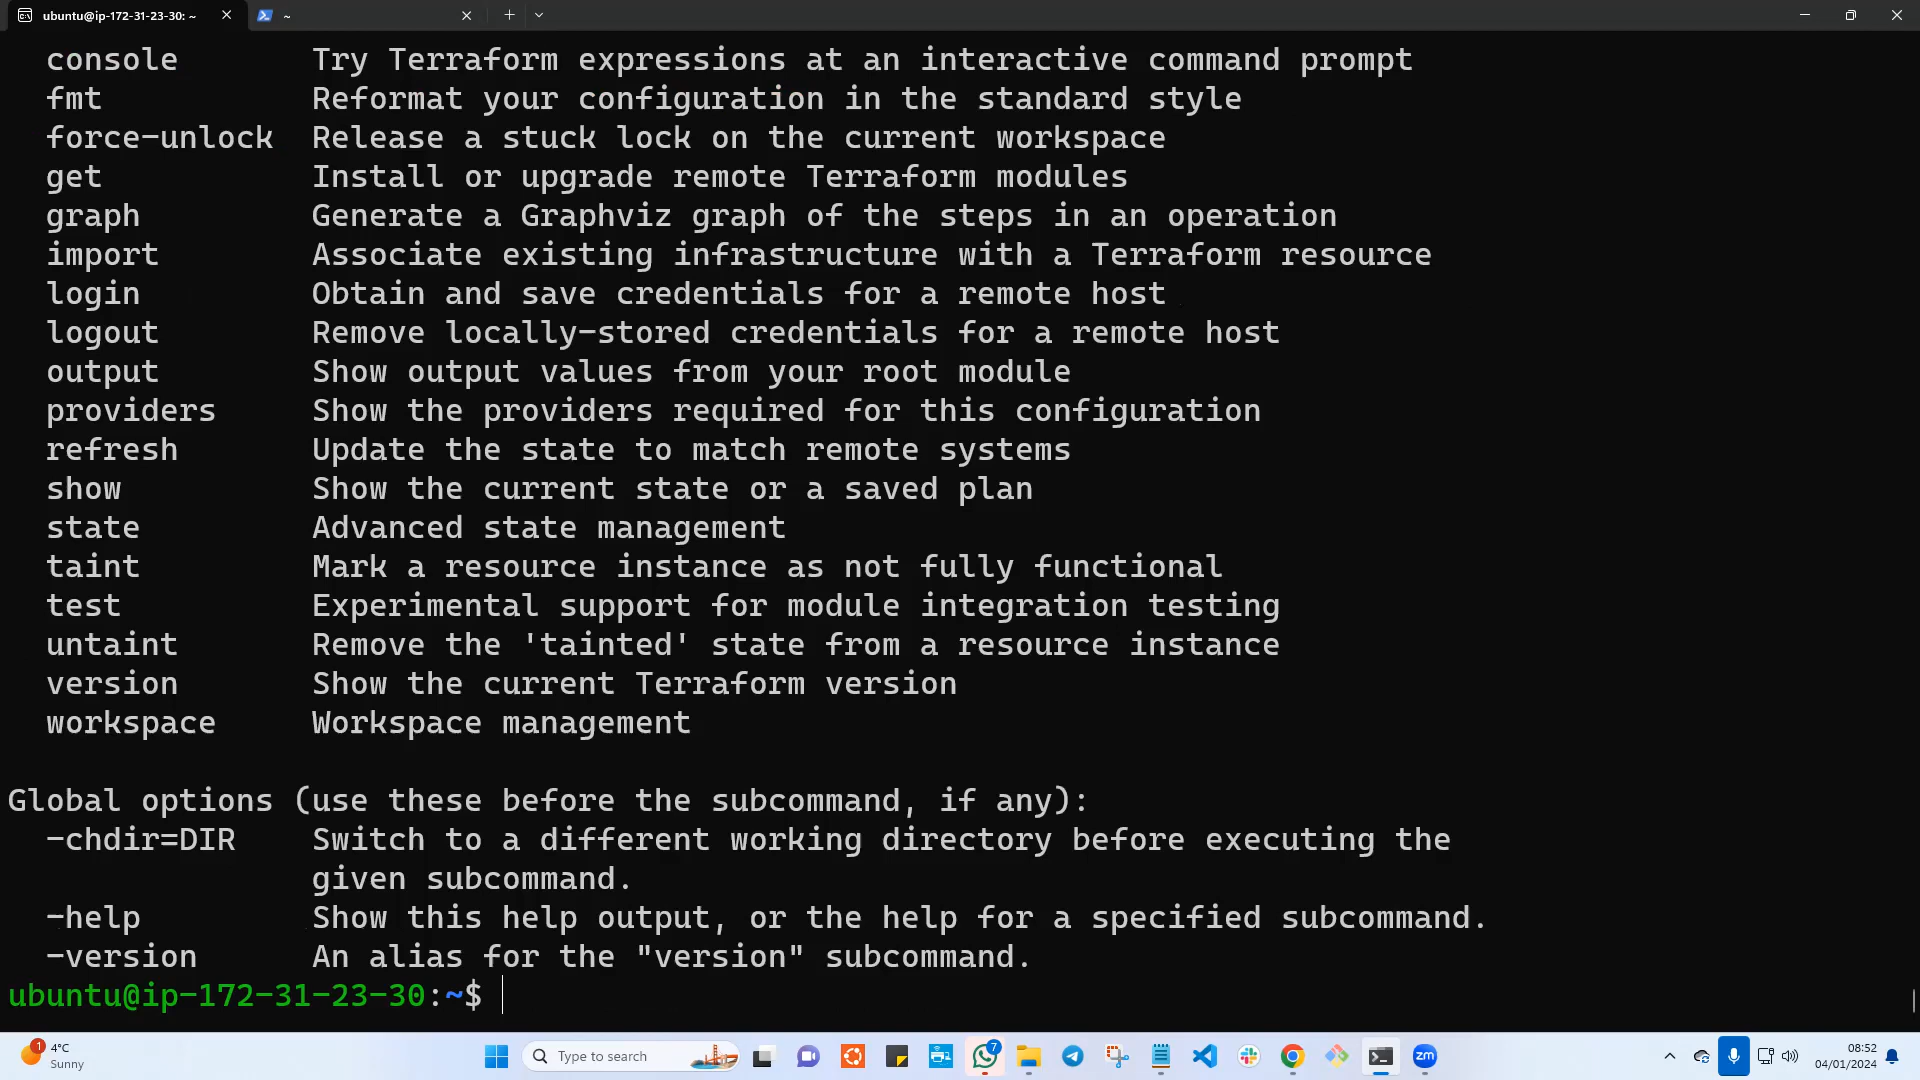 ubuntu@ip-172-31-23-30: ~
~
console Try Terraform expressions at an interactive command prompt
fmt Reformat your configuration in the standard style
force-unlock Release a stuck lock on the current workspace
get Install or upgrade remote Terraform modules
graph Generate a Graphviz graph of the steps in an operation
import Associate existing infrastructure with a Terraform resource
login Obtain and save credentials for a remote host
logout Remove locally-stored credentials for a remote host
output Show output values from your root module
providers Show the providers required for this configuration
refresh Update the state to match remote systems
show Show the current state or a saved plan
state Advanced state management
taint Mark a resource instance as not fully functional
test Experimental support for module integration testing
untaint Remove the 'tainted' state from a resource instance
version Show the current Terraform version
workspace Workspace management
Global options (use these before the subcommand, if any):
-chdir=DIR Switch to a different working directory before executing the
given subcommand.
-help Show this help output, or the help for a specified subcommand.
-version An alias for the "version" subcommand.
ubuntu@ip-172-31-23-30:~$
1
4°C
Sunny
Type to search
7
zm
08:52
04/01/2024